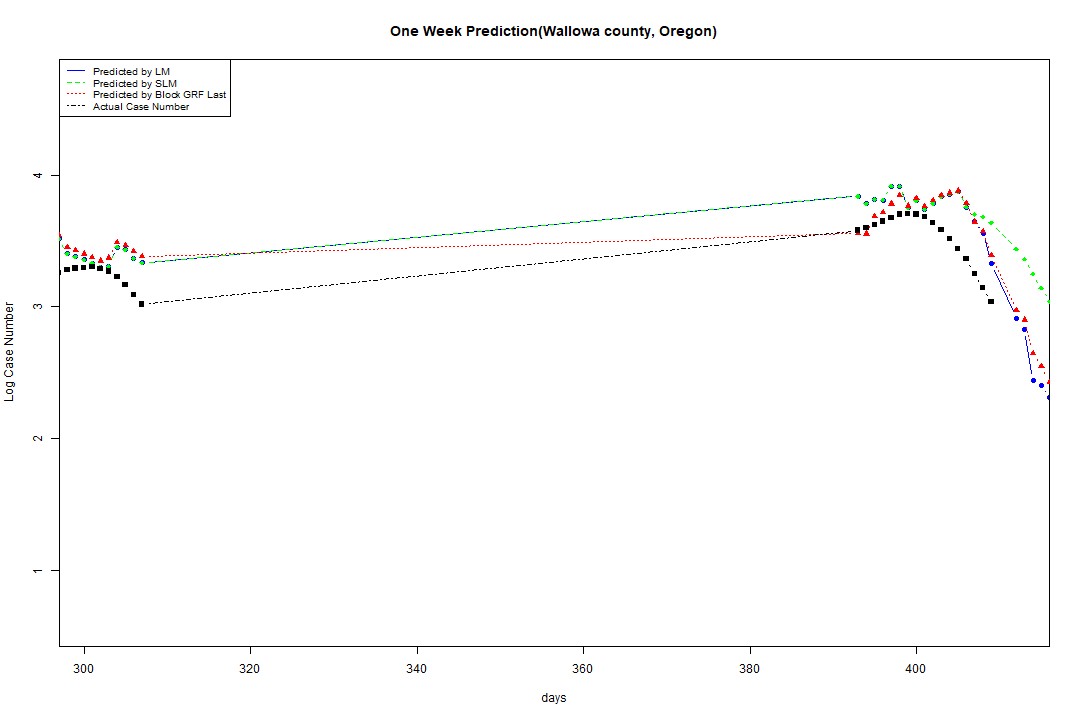 One Week Prediction(Wallowa county, Oregon)
Predicted by LM
Predicted by SLM
Predicted by Block GRF Last
Actual Case Number
Log Case Number
4
3
2
1
300 320 340 360 380 400
days